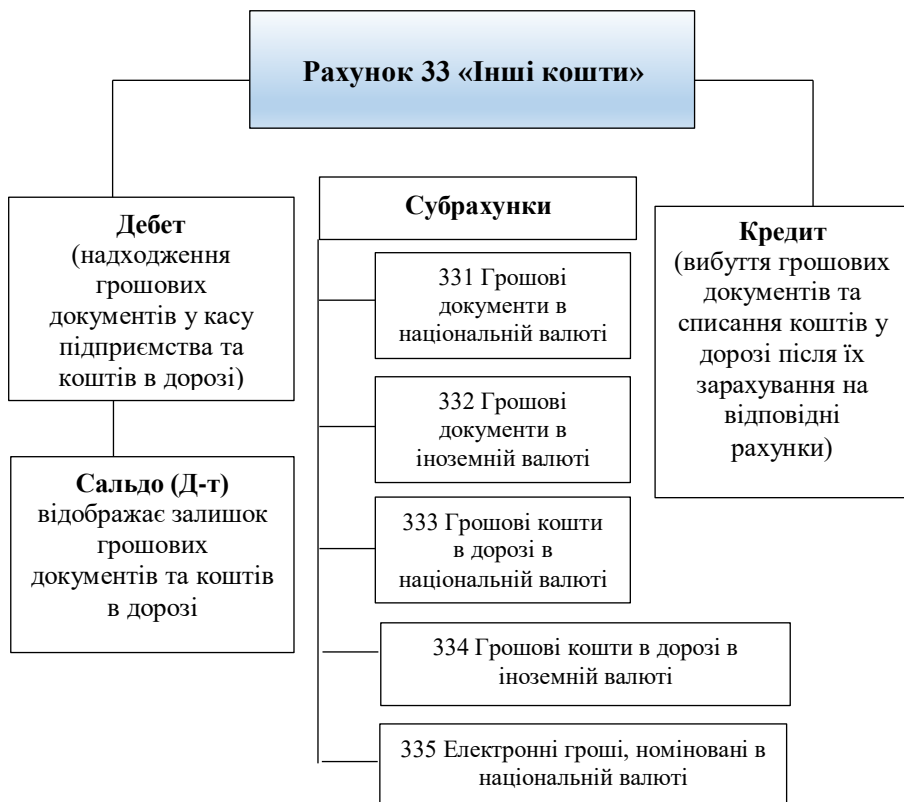 Рахунок 33 «Інші кошти»
Дебет
(надходження
грошових
документів у касу
підприємства та
коштів в дорозі)
Сальдо (Д-т)
відображає залишок
грошових
документів та коштів
в дорозі
Субрахунки
331 Грошові
документи в
національній валюті
332 Грошові
документи в
іноземній валюті
333 Грошові кошти
в дорозі в
національній валюті
334 Грошові кошти в дорозі в
іноземній валюті
335 Електронні гроші, номіновані в
національній валюті
Кредит
(вибуття грошових
документів та
списання коштів у
дорозі після їх
зарахування на
відповідні
рахунки)